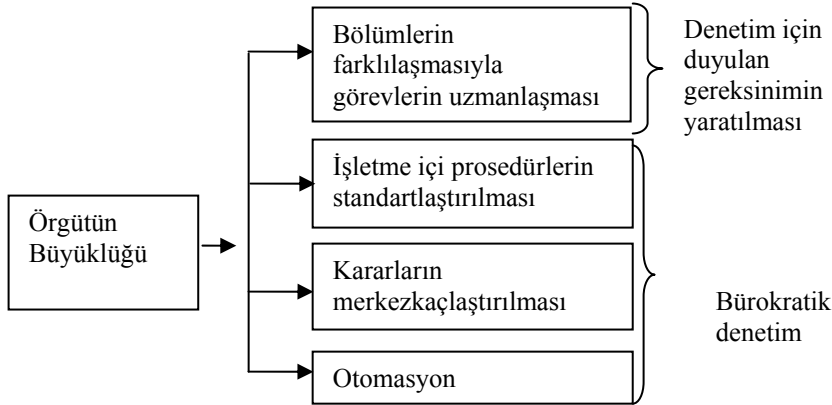 Bölümlerin
farklılaşmasıyla
görevlerin uzmanlaşması
Denetim için
duyulan
gereksinimin
yaratılması
İşletme içi prosedürlerin
standartlaştırılması
Örgütün
Büyüklüğü
Kararların
merkezkaçlaştırılması
Bürokratik
denetim
Otomasyon